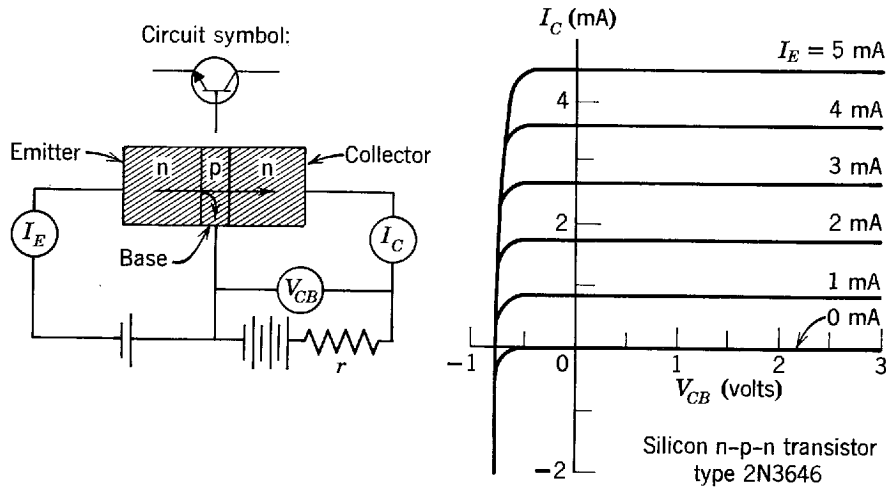 Circuit symbol:
Emitter
n
p
n
Collector
I_E
Base
V_CB
I_C
r
I_C (mA)
I_E = 5 mA
4
4 mA
3 mA
2
2 mA
1 mA
0 mA
−1
0
1
2
3
V_CB (volts)
−2
Silicon n–p–n transistor
type 2N3646